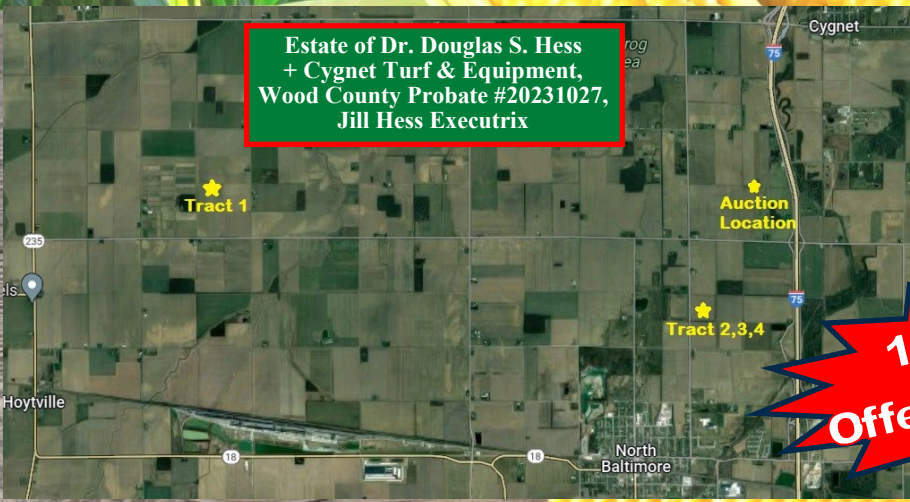 Cygnet
75
Estate of Dr. Douglas S. Hess
+ Cygnet Turf & Equipment,
Wood County Probate #20231027,
Jill Hess Executrix
Tract 1
Auction
Location
235
75
Tract 2,3,4
1
Hoytville
18
18
North
Baltimore